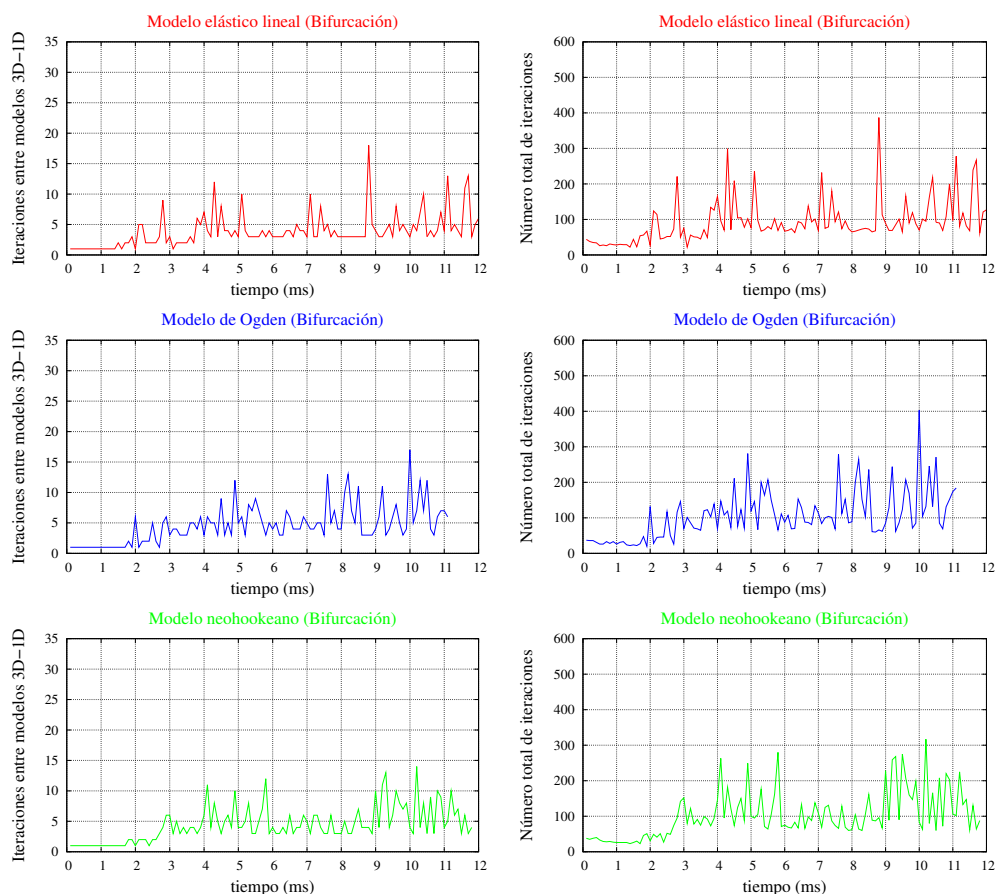 Modelo elástico lineal (Bifurcación)
Iteraciones entre modelos 3D−1D
35
30
25
20
15
10
5
0
0 1 2 3 4 5 6 7 8 9 10 11 12
tiempo (ms)
Modelo elástico lineal (Bifurcación)
Número total de iteraciones
600
500
400
300
200
100
0
0 1 2 3 4 5 6 7 8 9 10 11 12
tiempo (ms)
Modelo de Ogden (Bifurcación)
Iteraciones entre modelos 3D−1D
35
30
25
20
15
10
5
0
0 1 2 3 4 5 6 7 8 9 10 11 12
tiempo (ms)
Modelo de Ogden (Bifurcación)
Número total de iteraciones
600
500
400
300
200
100
0
0 1 2 3 4 5 6 7 8 9 10 11 12
tiempo (ms)
Modelo neohookeano (Bifurcación)
Iteraciones entre modelos 3D−1D
35
30
25
20
15
10
5
0
0 1 2 3 4 5 6 7 8 9 10 11 12
tiempo (ms)
Modelo neohookeano (Bifurcación)
Número total de iteraciones
600
500
400
300
200
100
0
0 1 2 3 4 5 6 7 8 9 10 11 12
tiempo (ms)